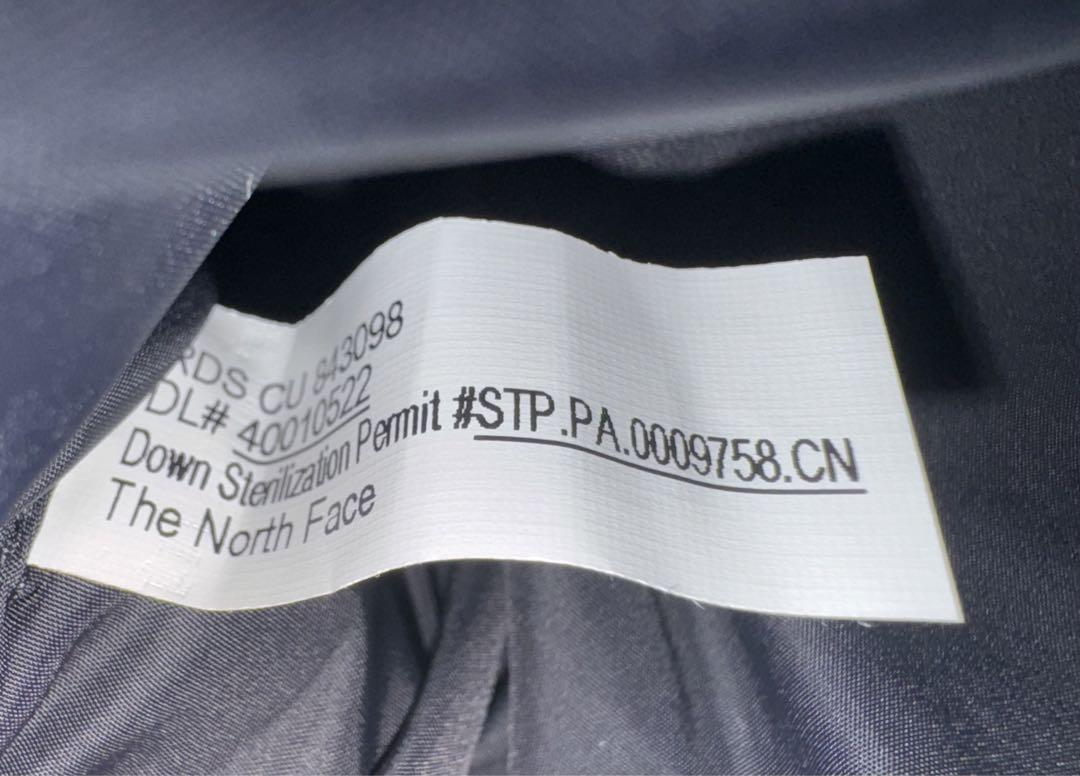 RDS CU 843098
DL# 40010522
Down Sterilization Permit #STP.PA.0009758.CN
The North Face